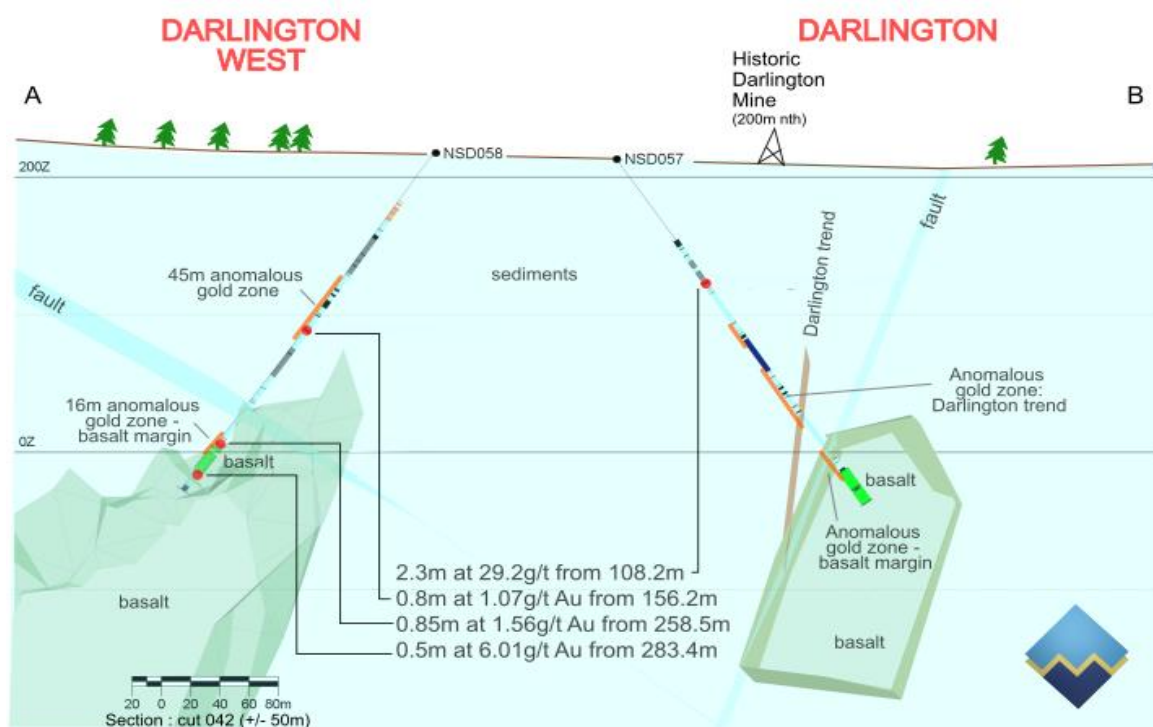 DARLINGTON
WEST
DARLINGTON
Historic
Darlington
Mine
(200m nth)
A
B
NSD058
NSD057
200Z
fault
45m anomalous
gold zone
sediments
Darlington trend
fault
16m anomalous
gold zone -
basalt margin
Anomalous
gold zone:
Darlington trend
0Z
basalt
basalt
Anomalous
gold zone -
basalt margin
2.3m at 29.2g/t from 108.2m
0.8m at 1.07g/t Au from 156.2m
0.85m at 1.56g/t Au from 258.5m
0.5m at 6.01g/t Au from 283.4m
basalt
basalt
20 0 20 40 60 80m
Section : cut 042 (+/- 50m)